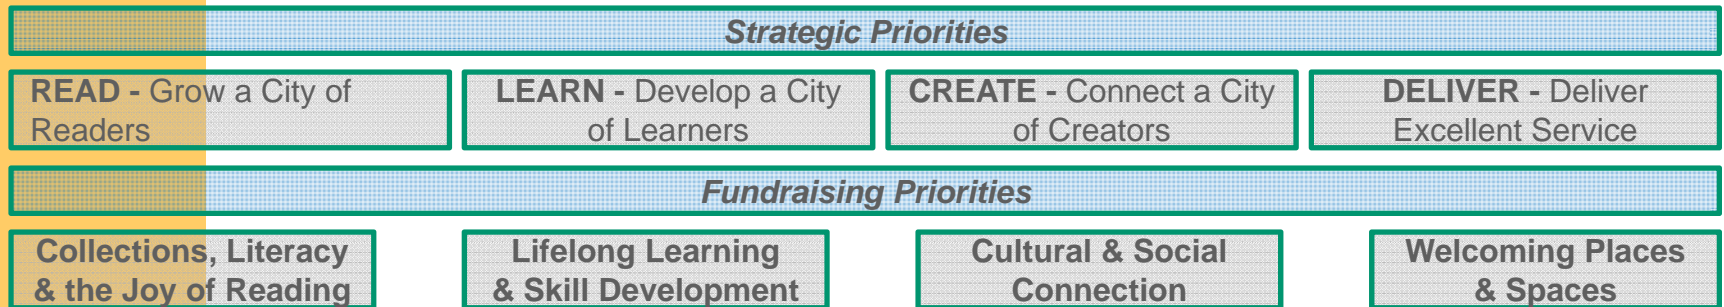 Strategic Priorities
READ - Grow a City of
Readers
LEARN - Develop a City
of Learners
CREATE - Connect a City
of Creators
DELIVER - Deliver
Excellent Service
Fundraising Priorities
Collections, Literacy
& the Joy of Reading
Lifelong Learning
& Skill Development
Cultural & Social
Connection
Welcoming Places
& Spaces